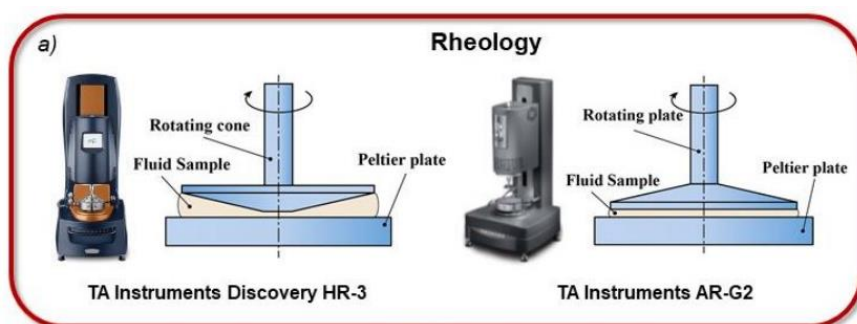 a)
Rheology
Rotating cone
Fluid Sample
Peltier plate
TA Instruments Discovery HR-3
Rotating plate
Fluid Sample
Peltier plate
TA Instruments AR-G2